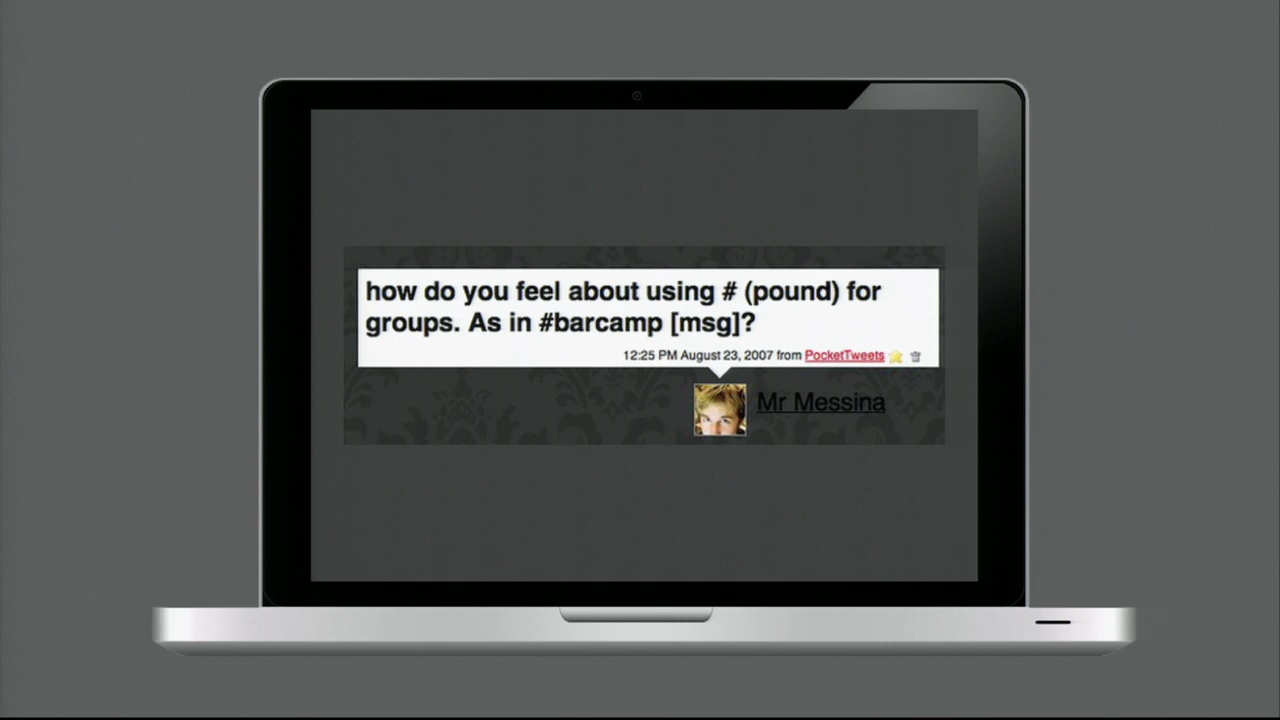 how do you feel about using # (pound) for
groups. As in #barcamp [msg]?
12:25 PM August 23, 2007 from PocketTweets
Mr Messina